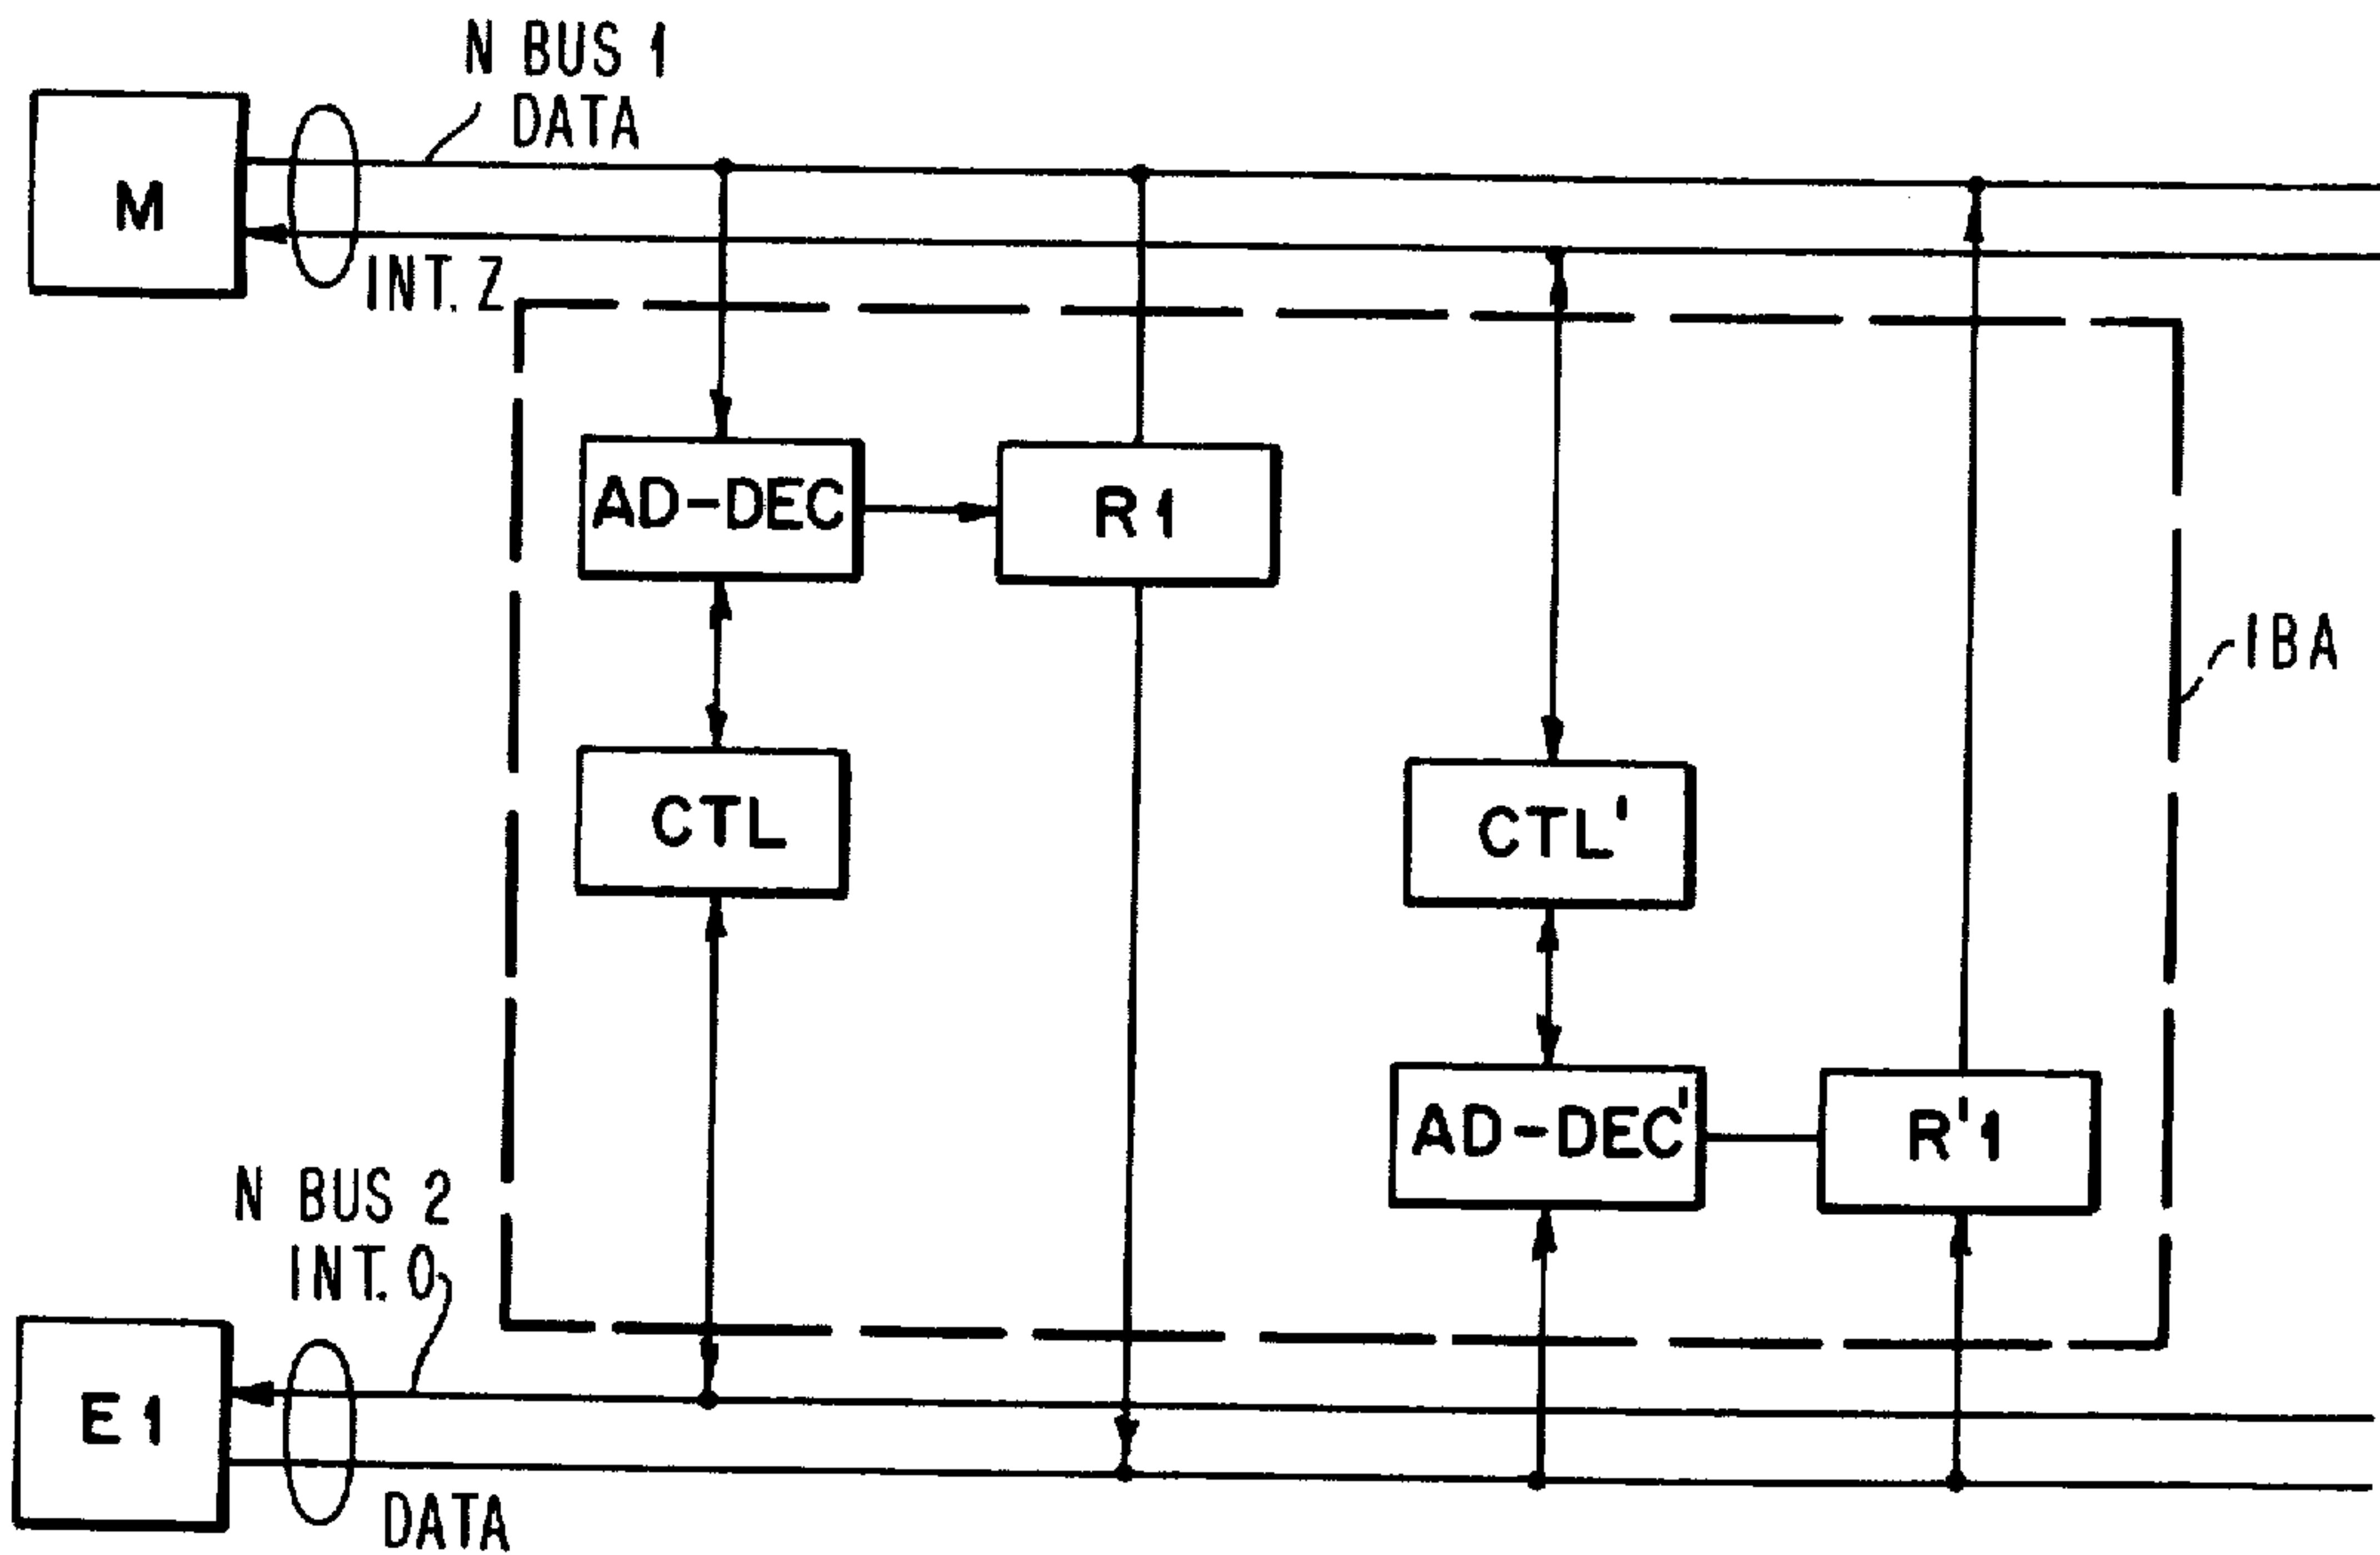 N BUS 1
DATA
M
INT. Z
AD-DEC
R1
IBA
CTL
CTL'
AD-DEC'
R'1
N BUS 2
INT. 0
E1
DATA